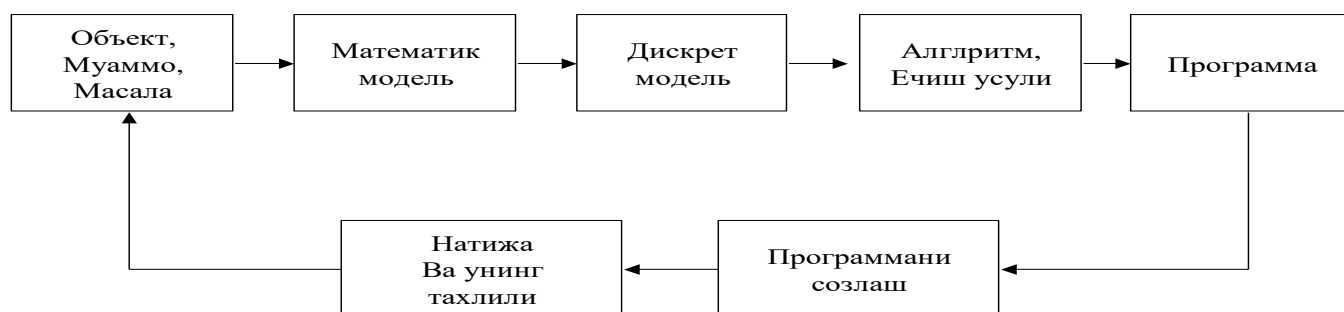 Объект,
Муаммо,
Масала
Математик
модель
Дискрет
модель
Алглритм,
Ечиш усули
Программа
Программани
созлаш
Натижа
Ва унинг
тахлили